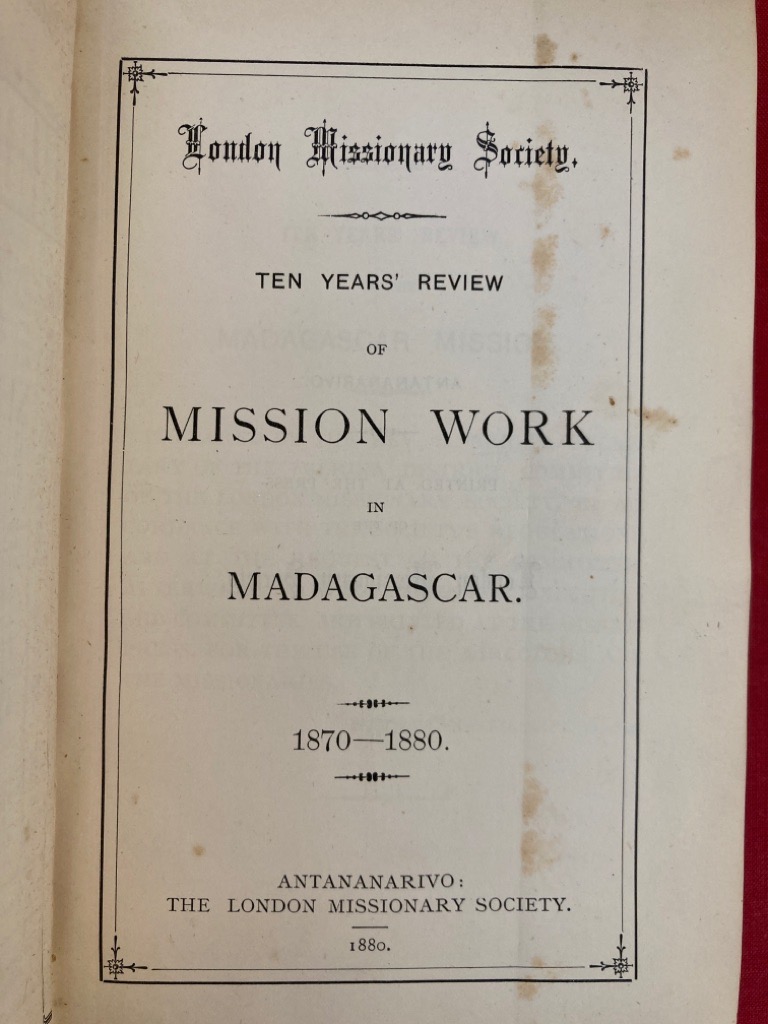 London Missionary Society.
TEN YEARS' REVIEW
OF
MISSION WORK
IN
MADAGASCAR.
1870—1880.
ANTANANARIVO:
THE LONDON MISSIONARY SOCIETY.
1880.